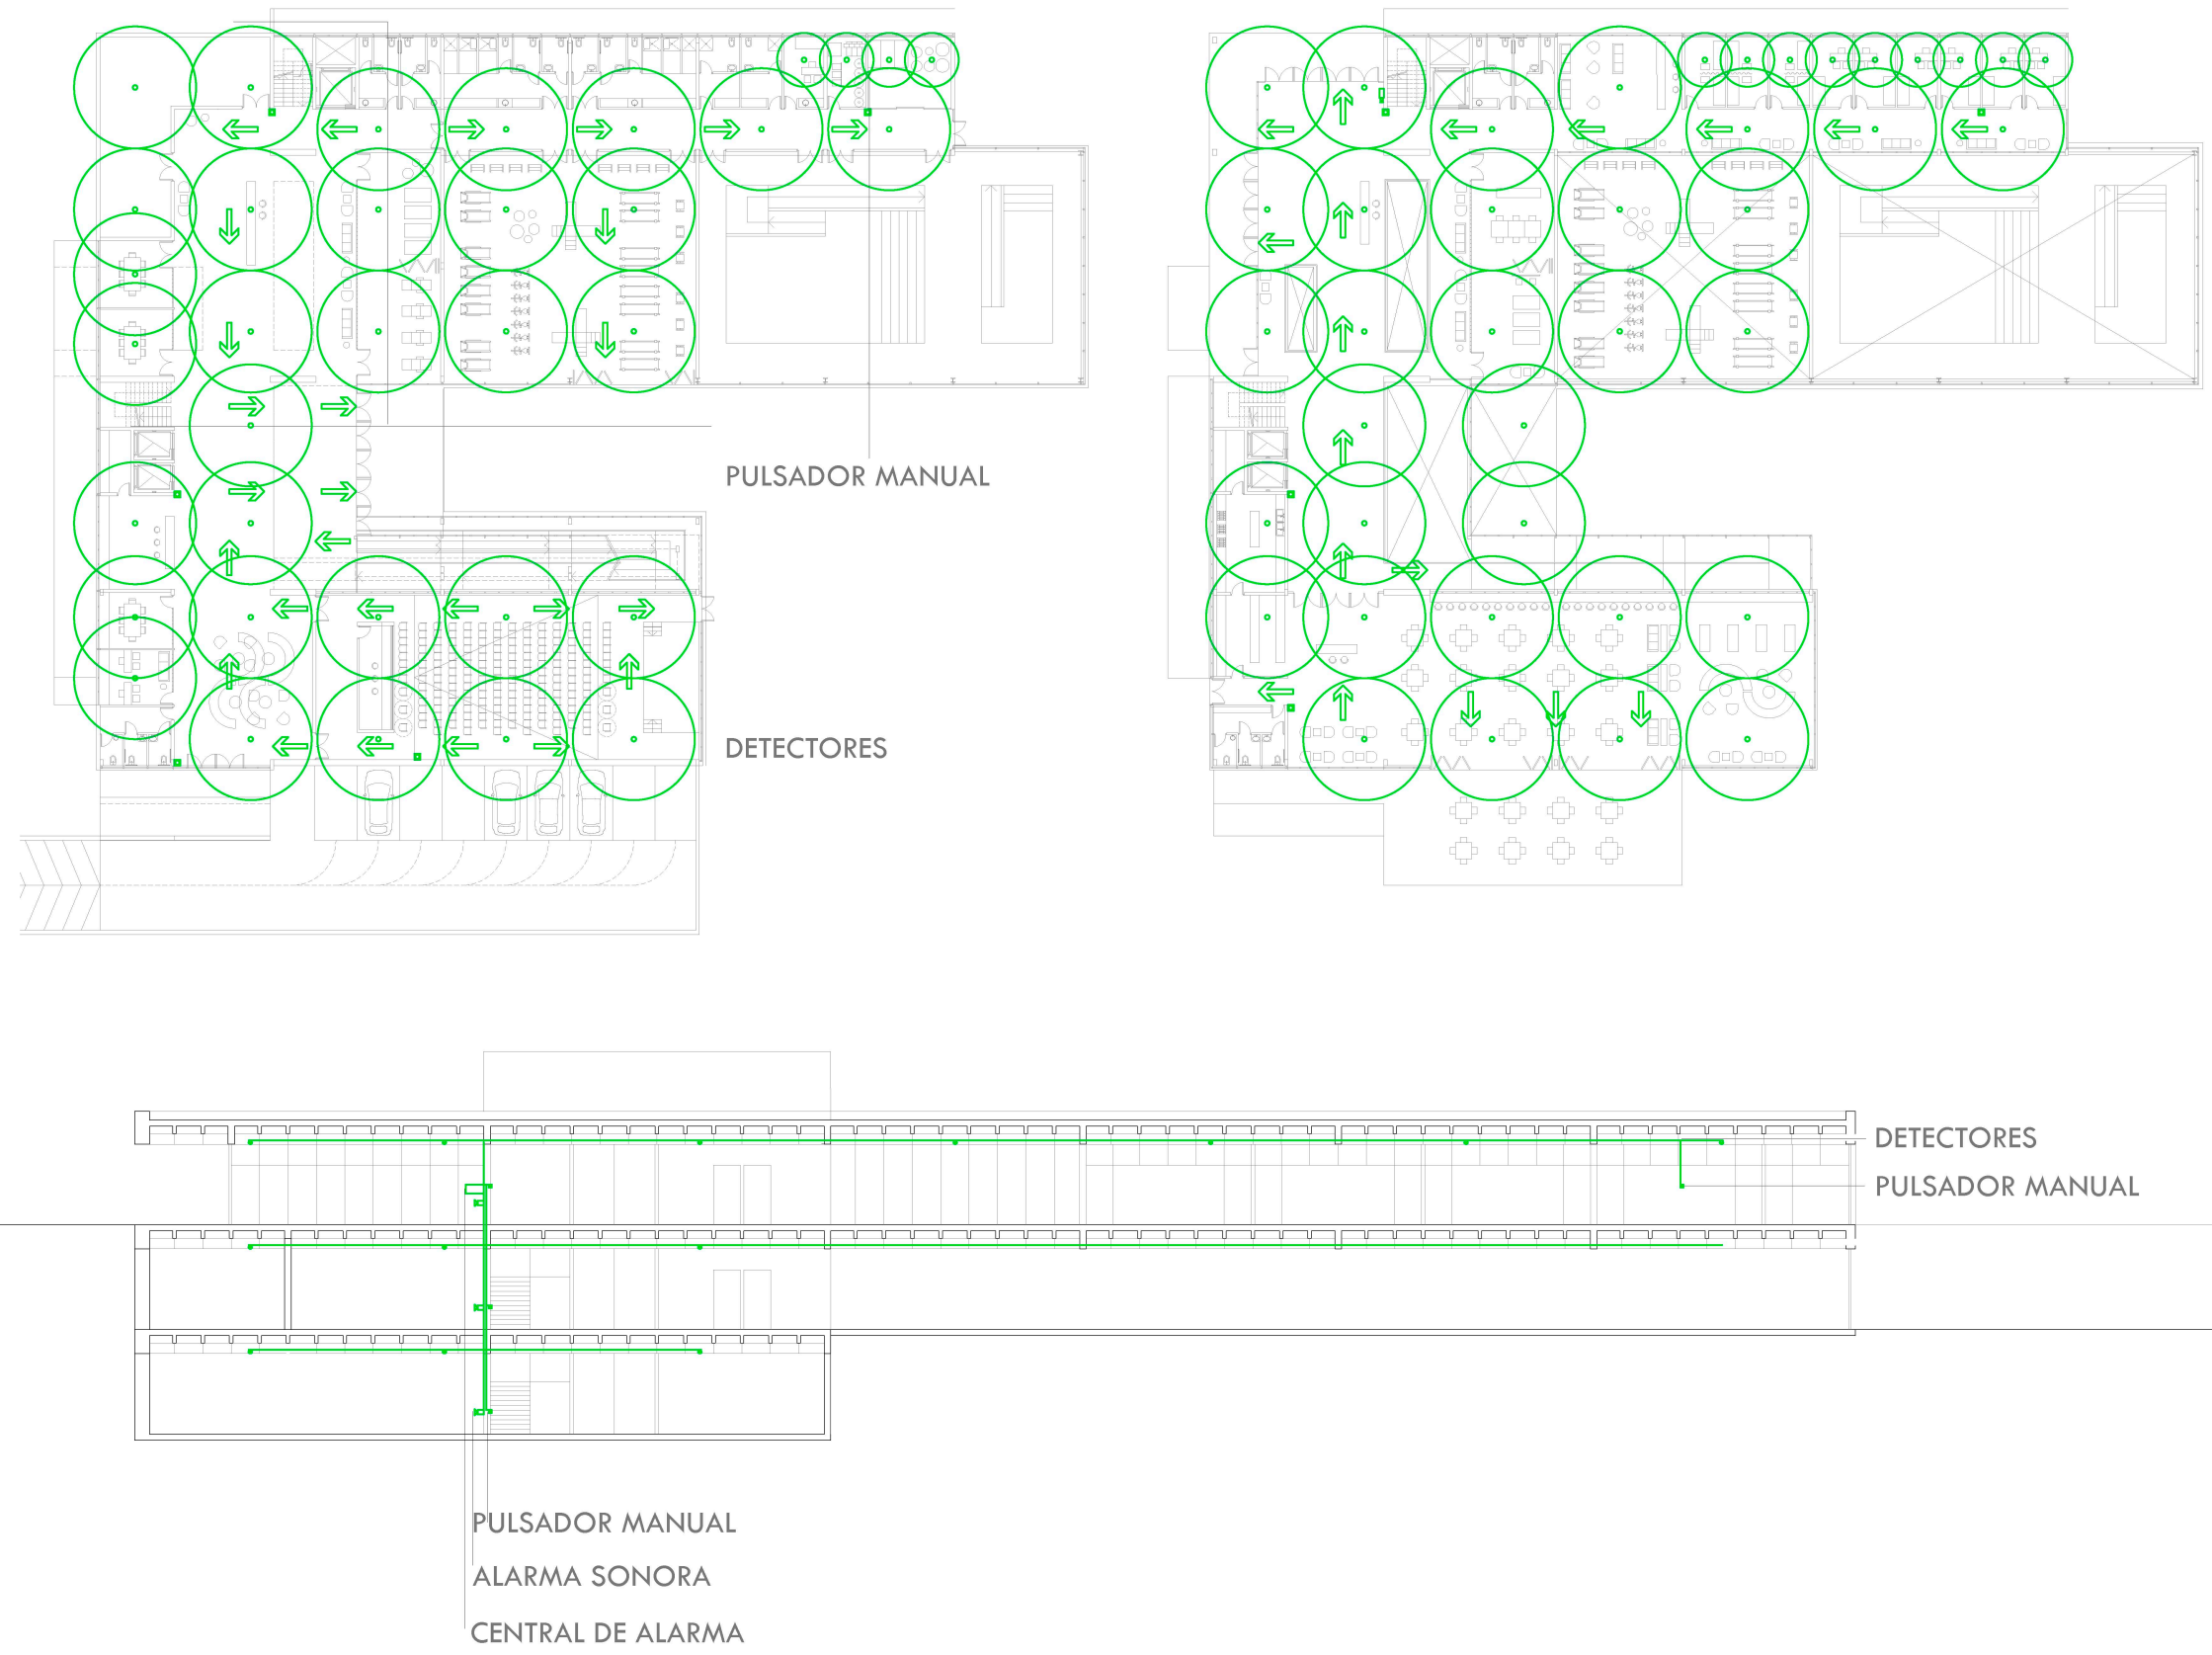 PULSADOR MANUAL
DETECTORES
DETECTORES
PULSADOR MANUAL
PULSADOR MANUAL
ALARMA SONORA
CENTRAL DE ALARMA